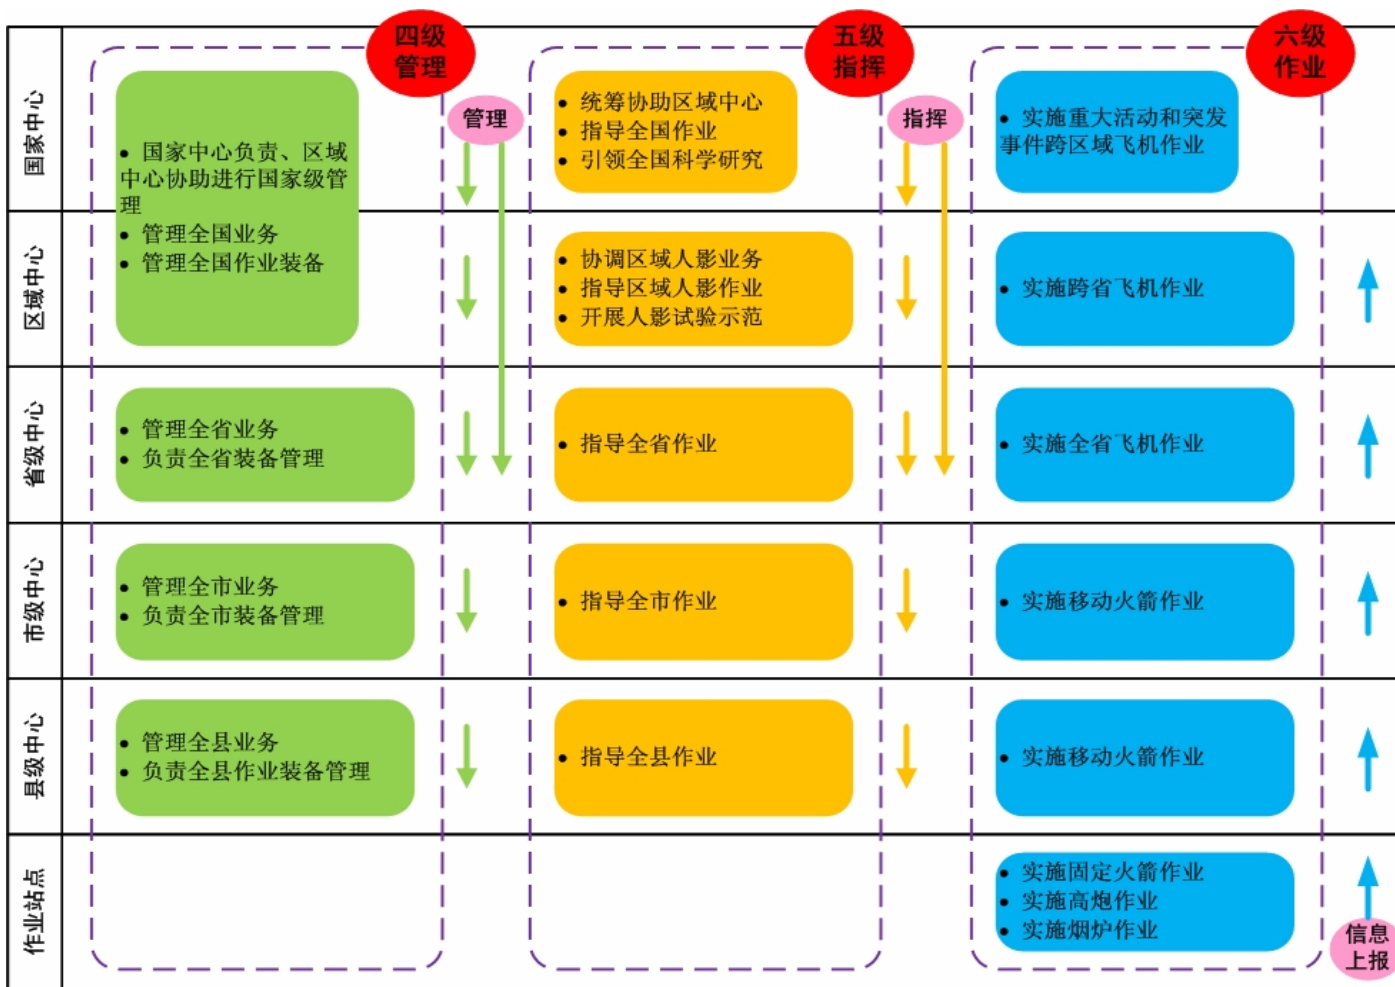 四级
管理
五级
指挥
六级
作业
国家中心
• 国家中心负责、区域
中心协助进行国家级管
理
• 管理全国业务
• 管理全国作业装备
管理
• 统筹协助区域中心
• 指导全国作业
• 引领全国科学研究
指挥
• 实施重大活动和突发
事件跨区域飞机作业
区域中心
• 协调区域人影业务
• 指导区域人影作业
• 开展人影试验示范
• 实施跨省飞机作业
省级中心
• 管理全省业务
• 负责全省装备管理
• 指导全省作业
• 实施全省飞机作业
市级中心
• 管理全市业务
• 负责全市装备管理
• 指导全市作业
• 实施移动火箭作业
县级中心
• 管理全县业务
• 负责全县作业装备管理
• 指导全县作业
• 实施移动火箭作业
作业站点
• 实施固定火箭作业
• 实施高炮作业
• 实施烟炉作业
信息
上报